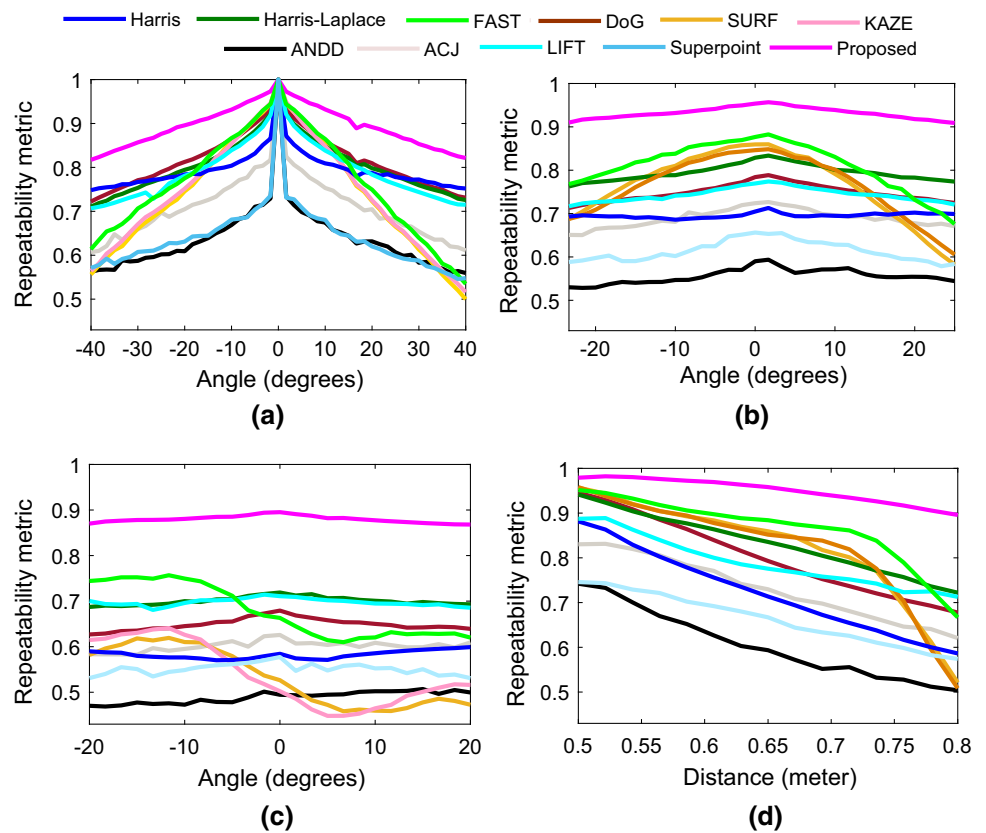 Harris Harris-Laplace FAST DoG SURF KAZE
ANDD ACJ LIFT Superpoint Proposed
Repeatability metric
1
0.9
0.8
0.7
0.6
0.5
-40 -30 -20 -10 0 10 20 30 40
Angle (degrees)
(a)
Repeatability metric
1
0.9
0.8
0.7
0.6
0.5
-20 -10 0 10 20
Angle (degrees)
(b)
Repeatability metric
1
0.9
0.8
0.7
0.6
0.5
-20 -10 0 10 20
Angle (degrees)
(c)
Repeatability metric
1
0.9
0.8
0.7
0.6
0.5
0.5 0.55 0.6 0.65 0.7 0.75 0.8
Distance (meter)
(d)